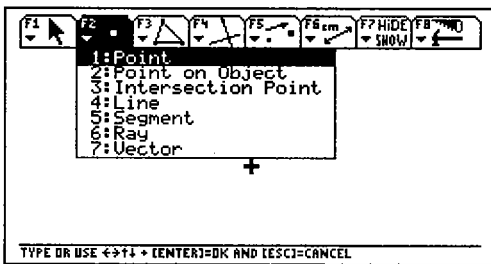 F1 F2 F3 F4 F5 F6 cm F7 HIDE F8
SHOW
1:Point
2:Point on Object
3:Intersection Point
4:Line
5:Segment
6:Ray
7:Vector
TYPE OR USE ←→↑↓ + [ENTER]=OK AND [ESC]=CANCEL